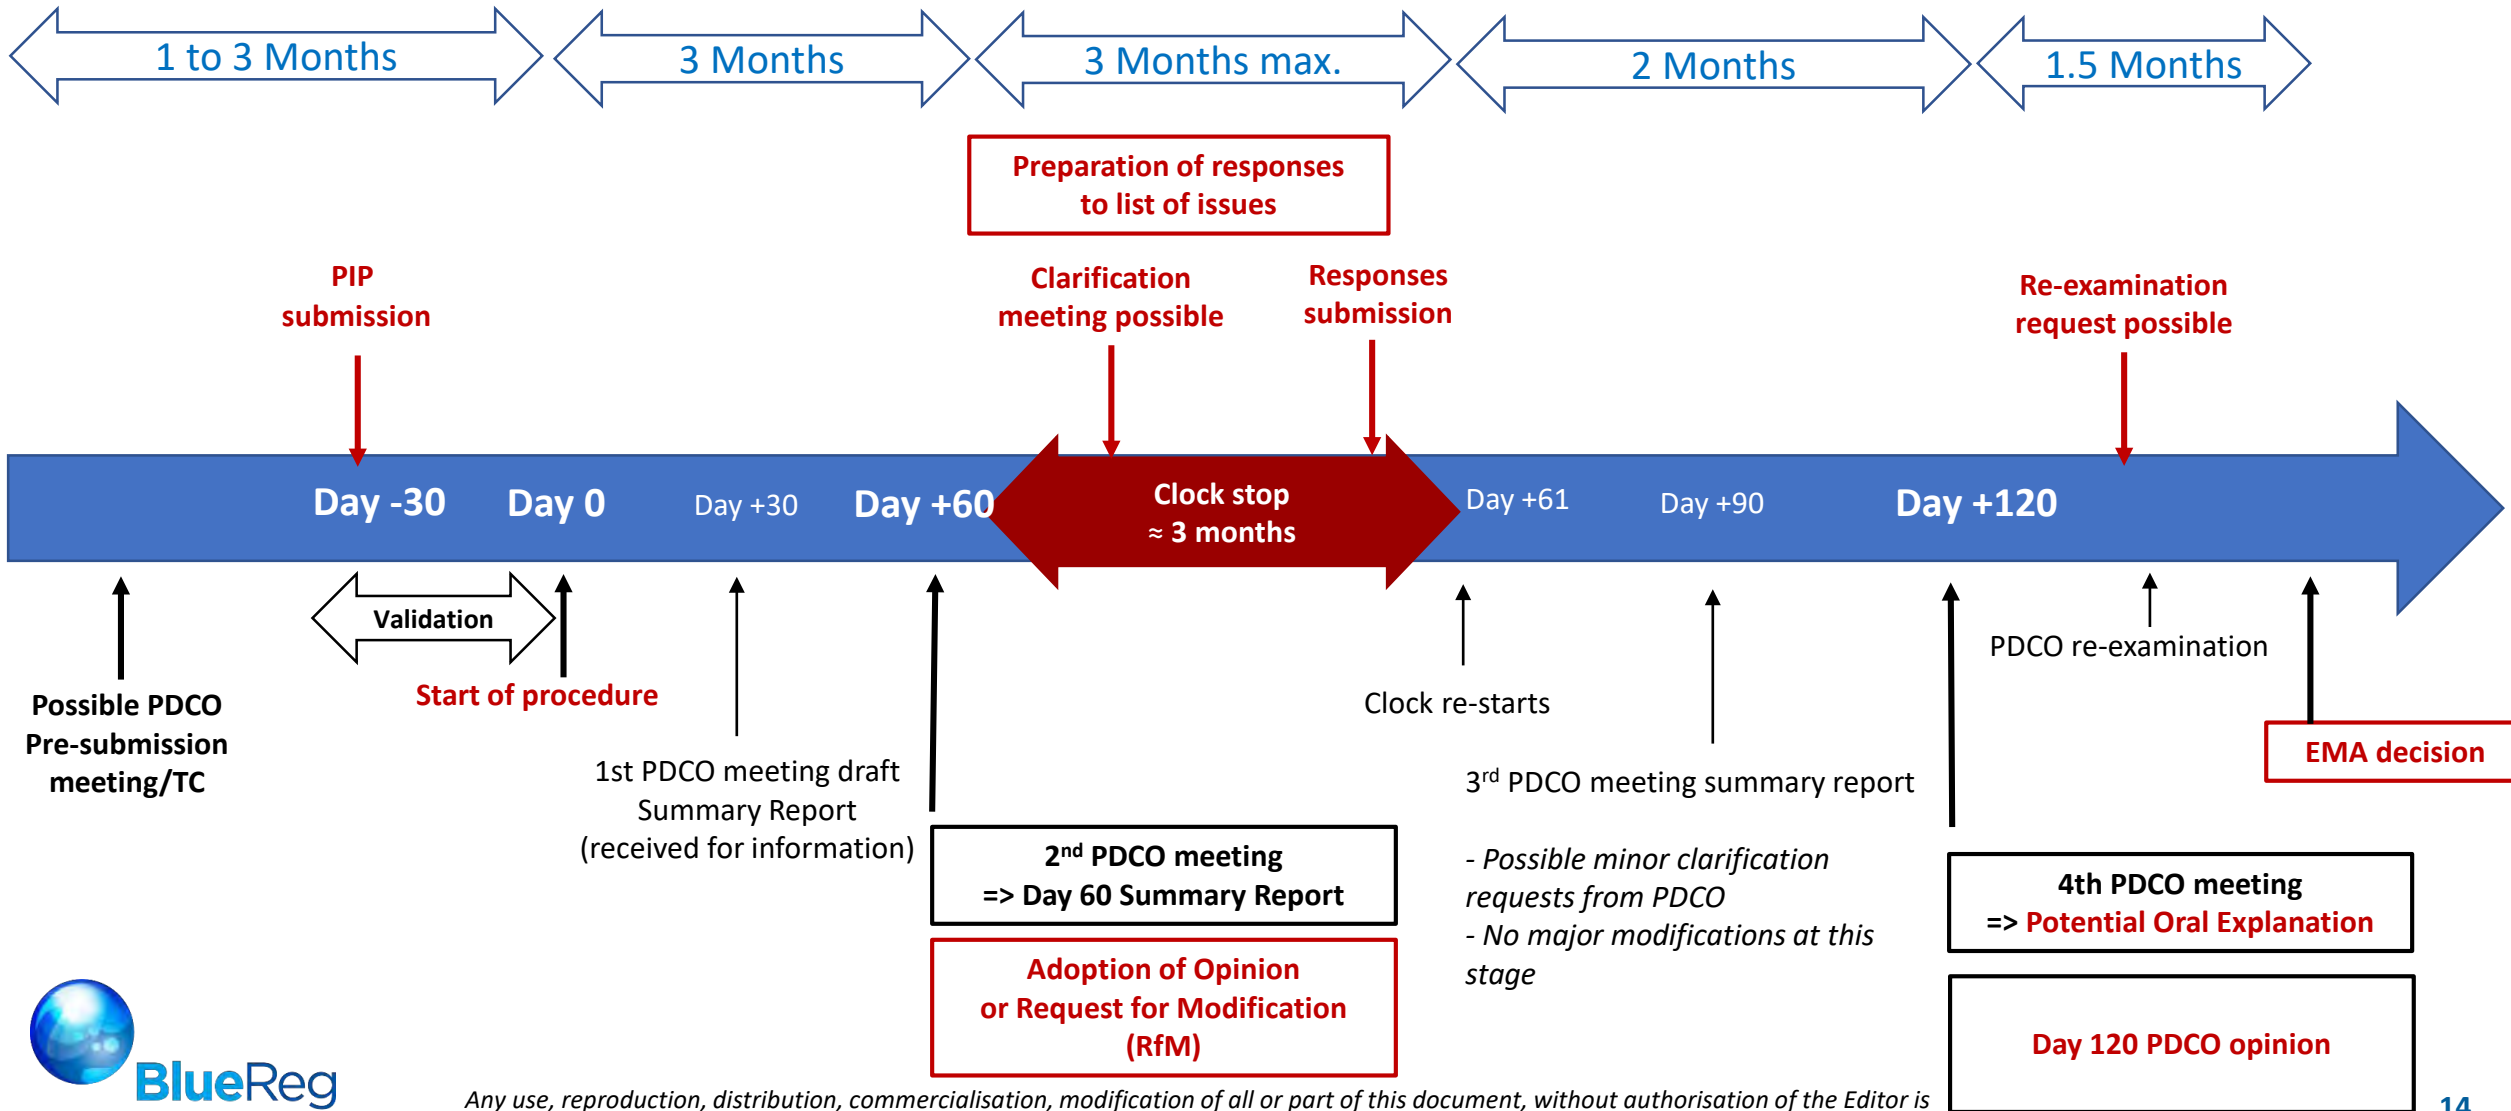 1 to 3 Months
3 Months
3 Months max.
2 Months
1.5 Months
Preparation of responses
to list of issues
PIP
submission
Clarification
meeting possible
Responses
submission
Re-examination
request possible
Day -30
Day 0
Day +30
Day +60
Clock stop
≈ 3 months
Day +61
Day +90
Day +120
Validation
Possible PDCO
Pre-submission
meeting/TC
Start of procedure
1st PDCO meeting draft
Summary Report
(received for information)
2nd PDCO meeting
=> Day 60 Summary Report
Adoption of Opinion
or Request for Modification
(RfM)
Clock re-starts
3rd PDCO meeting summary report
- Possible minor clarification
requests from PDCO
- No major modifications at this
stage
PDCO re-examination
EMA decision
4th PDCO meeting
=> Potential Oral Explanation
Day 120 PDCO opinion
BlueReg
Any use, reproduction, distribution, commercialisation, modification of all or part of this document, without authorisation of the Editor is
14